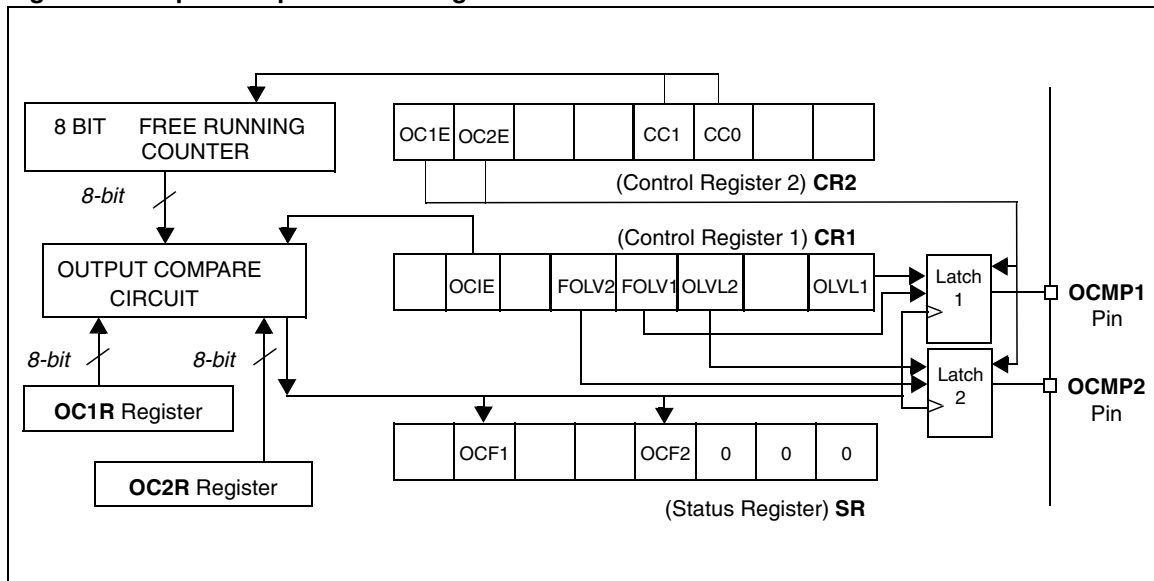 8 BIT FREE RUNNING
COUNTER
8-bit
OUTPUT COMPARE
CIRCUIT
8-bit
8-bit
OC1R Register
OC2R Register
OC1E OC2E CC1 CC0
(Control Register 2) CR2
(Control Register 1) CR1
OCIE FOLV2 FOLV1 OLVL2 OLVL1
OCF1 OCF2 0 0 0
(Status Register) SR
Latch
1
Latch
2
OCMP1
Pin
OCMP2
Pin